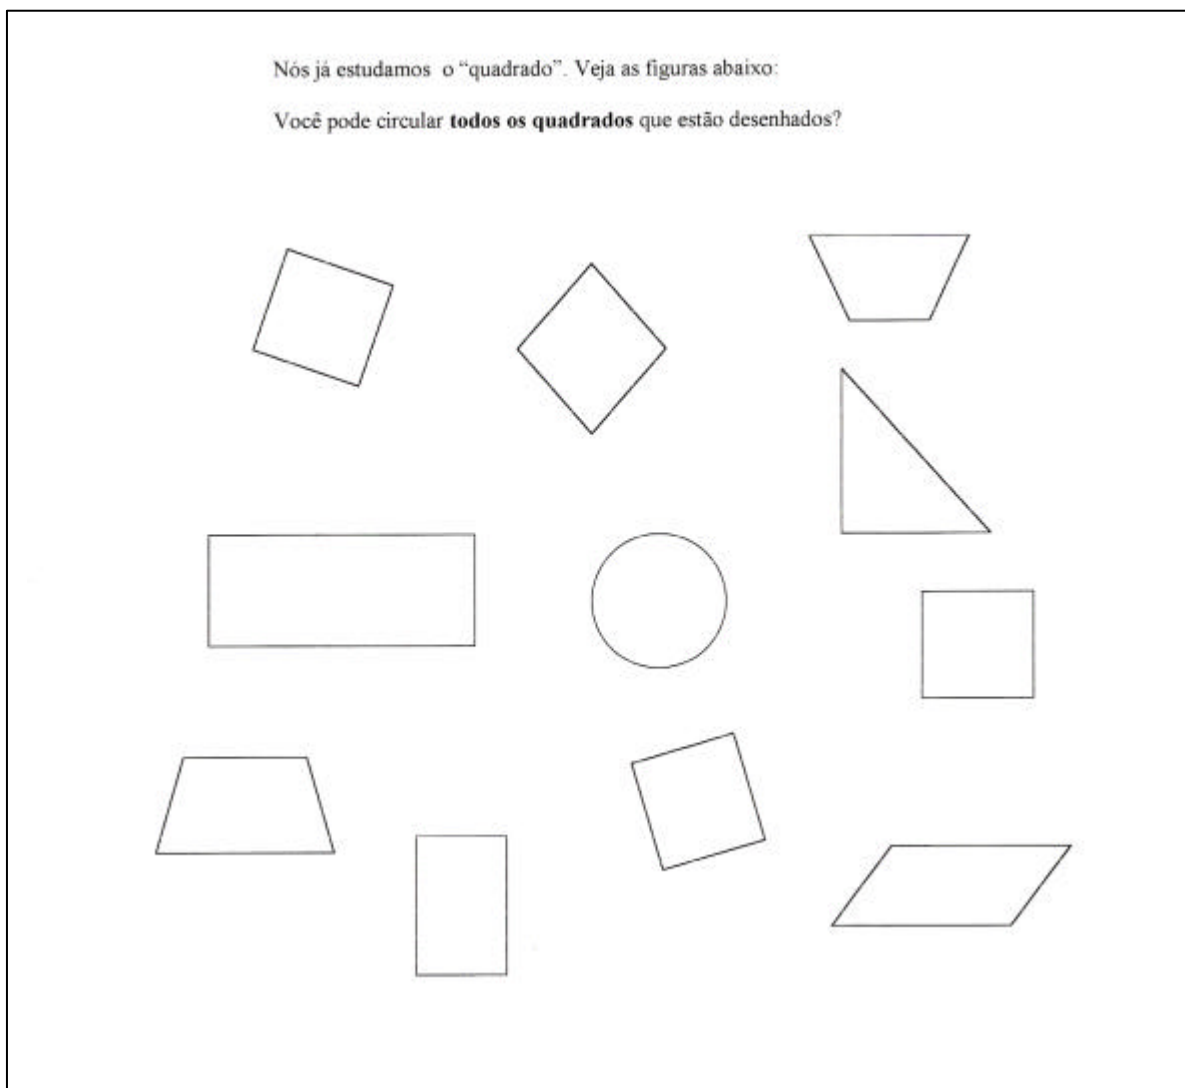 Nós já estudamos o “quadrado”. Veja as figuras abaixo:
Você pode circular todos os quadrados que estão desenhados?